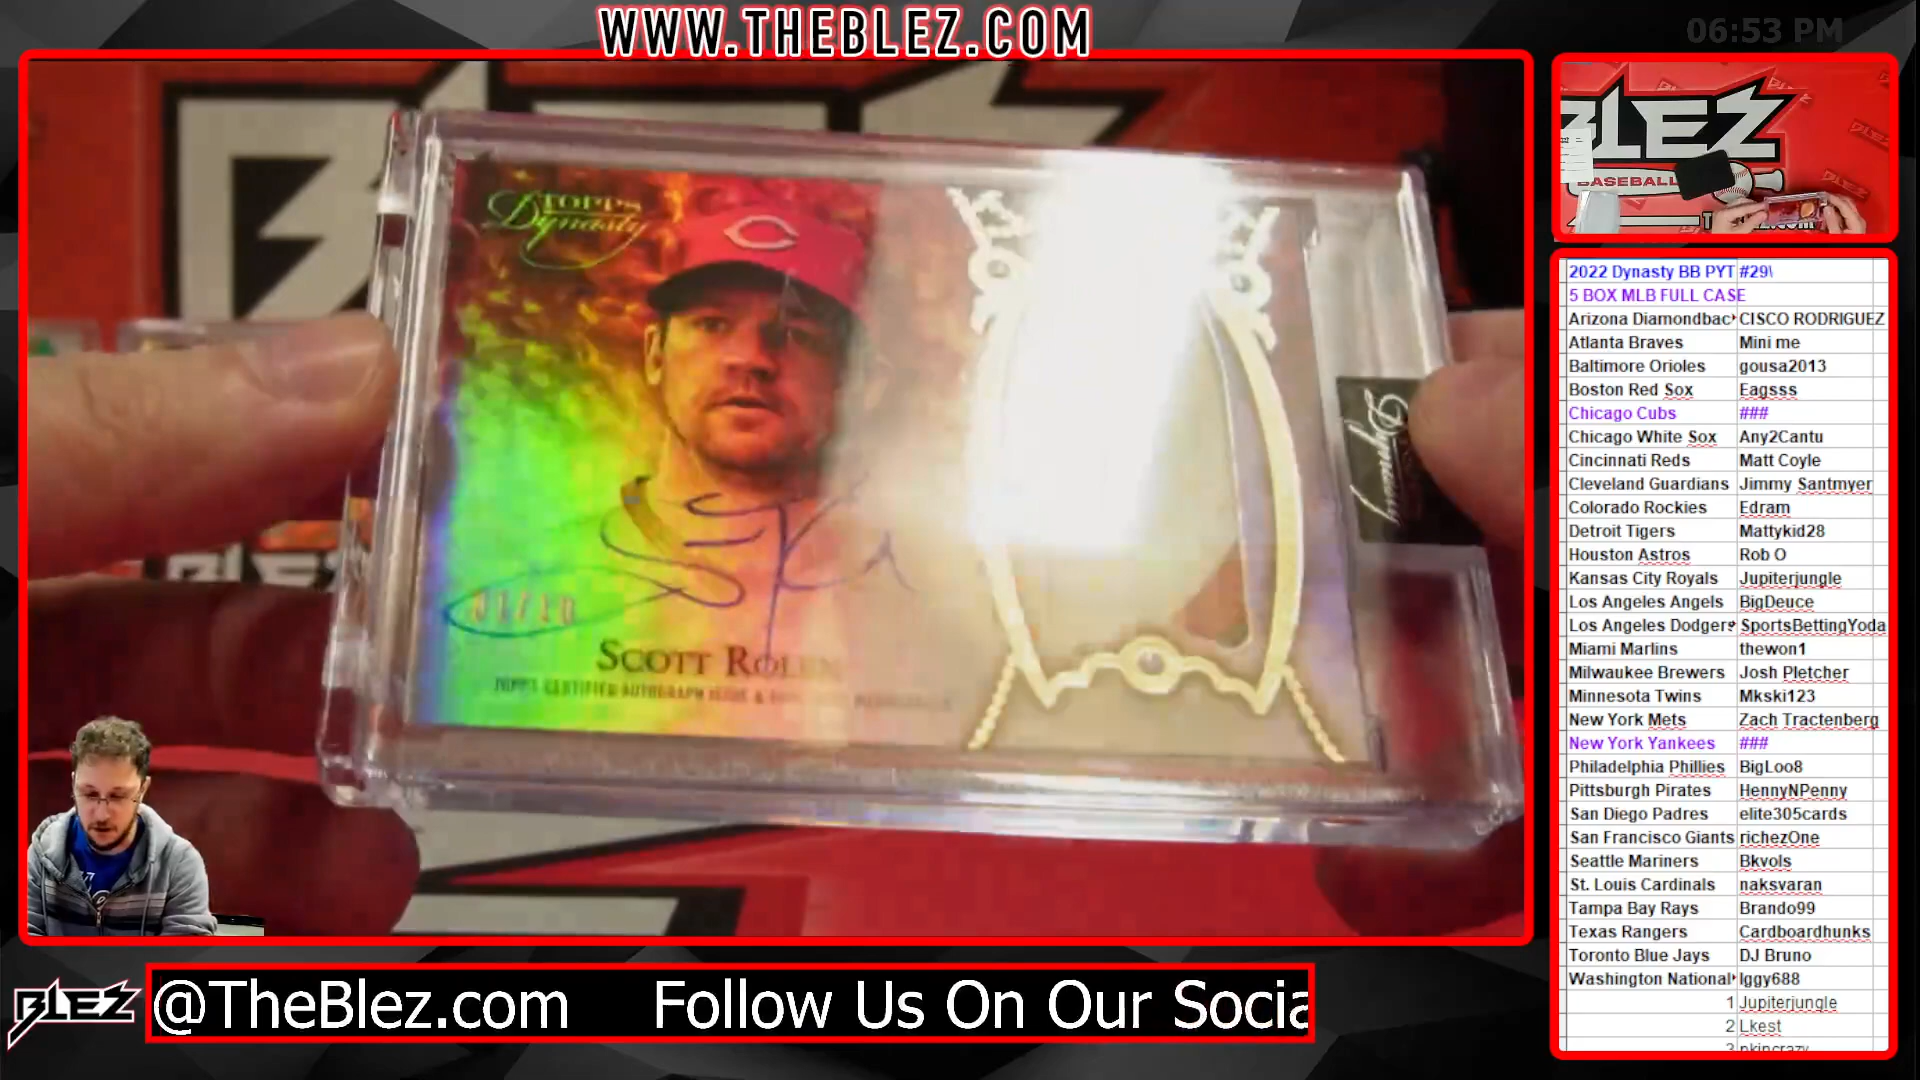 WWW.THEBLEZ.COM
06:53 PM
BLEZ
BASEBALL
TOPPS
Dynasty
Dynasty
01/10
SCOTT ROLEN
TOPPS CERTIFIED AUTOGRAPH ISSUE &
2022 Dynasty BB PYT #29\
5 BOX MLB FULL CASE
Arizona Diamondbac CISCO RODRIGUEZ
Atlanta Braves Mini me
Baltimore Orioles gousa2013
Boston Red Sox Eagsss
Chicago Cubs ###
Chicago White Sox Any2Cantu
Cincinnati Reds Matt Coyle
Cleveland Guardians Jimmy Santmyer
Colorado Rockies Edram
Detroit Tigers Mattykid28
Houston Astros Rob O
Kansas City Royals Jupiterjungle
Los Angeles Angels BigDeuce
Los Angeles Dodgers SportsBettingYoda
Miami Marlins thewon1
Milwaukee Brewers Josh Pletcher
Minnesota Twins Mkski123
New York Mets Zach Tractenberg
New York Yankees ###
Philadelphia Phillies BigLoo8
Pittsburgh Pirates HennyNPenny
San Diego Padres elite305cards
San Francisco Giants richezOne
Seattle Mariners Bkvols
St. Louis Cardinals naksvaran
Tampa Bay Rays Brando99
Texas Rangers Cardboardhunks
Toronto Blue Jays DJ Bruno
Washington National Iggy688
1 Jupiterjungle
2 Lkest
BLEZ
@TheBlez.com Follow Us On Our Socia